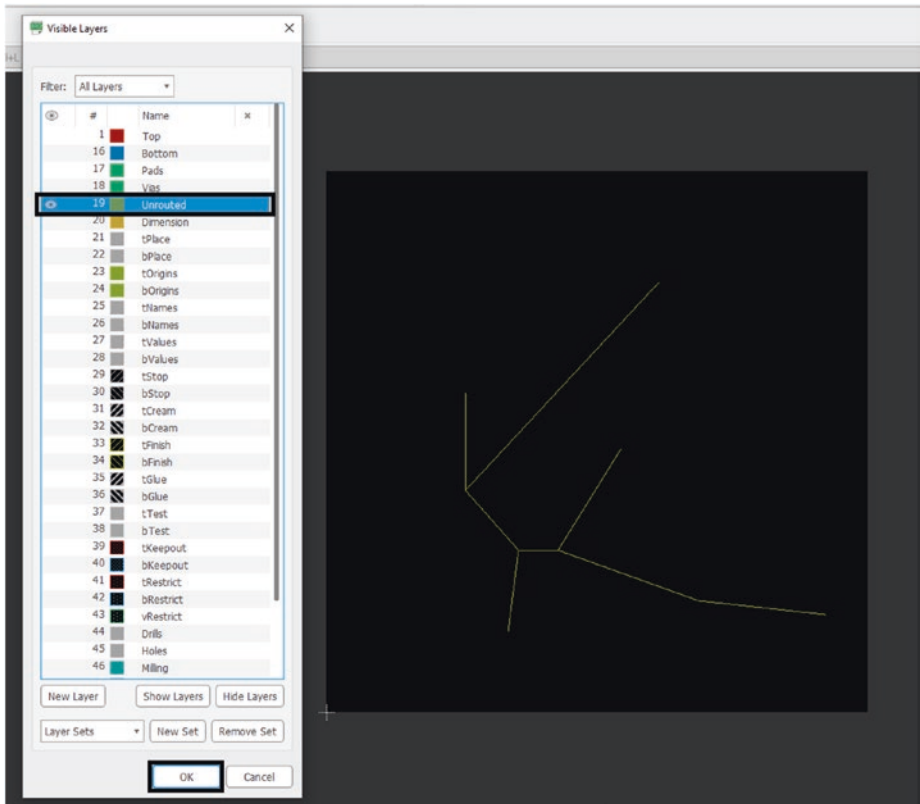 Visible Layers
Filter: All Layers
# Name
1 Top
16 Bottom
17 Pads
18 Vias
19 Unrouted
20 Dimension
21 tPlace
22 bPlace
23 tOrigins
24 bOrigins
25 tNames
26 bNames
27 tValues
28 bValues
29 tStop
30 bStop
31 tCream
32 bCream
33 tFinish
34 bFinish
35 tGlue
36 bGlue
37 tTest
38 bTest
39 tKeepout
40 bKeepout
41 tRestrict
42 bRestrict
43 vRestrict
44 Drills
45 Holes
46 Milling
New Layer Show Layers Hide Layers
Layer Sets New Set Remove Set
OK Cancel